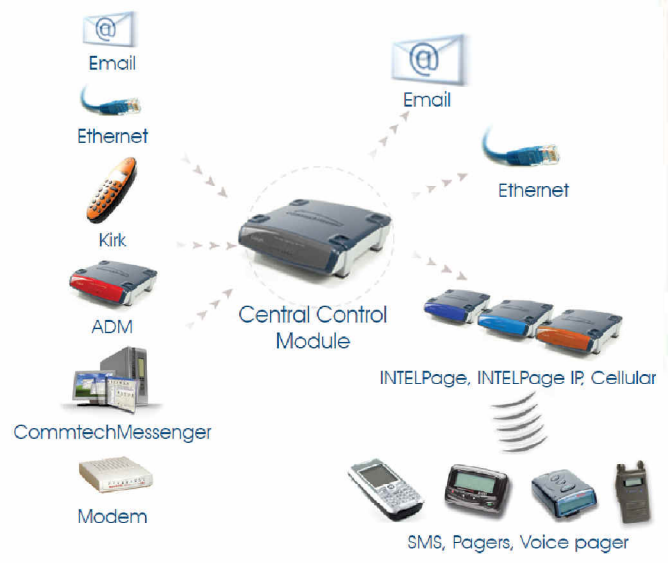 Email
Ethernet
Kirk
ADM
CommtechMessenger
Modem
Central Control
Module
Email
Ethernet
INTELPage, INTELPage IP, Cellular
SMS, Pagers, Voice pager